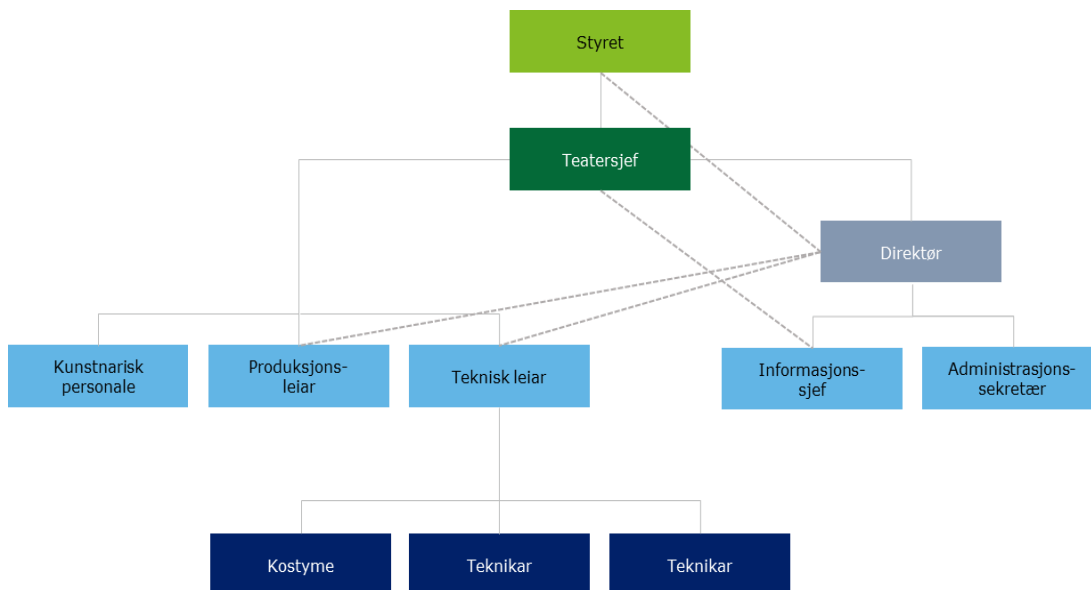 Styret
Teatersjef
Direktør
Kunstnarisk
personale
Produksjons-
leiar
Teknisk leiar
Informasjons-
sjef
Administrasjons-
sekretær
Kostyme
Teknikar
Teknikar